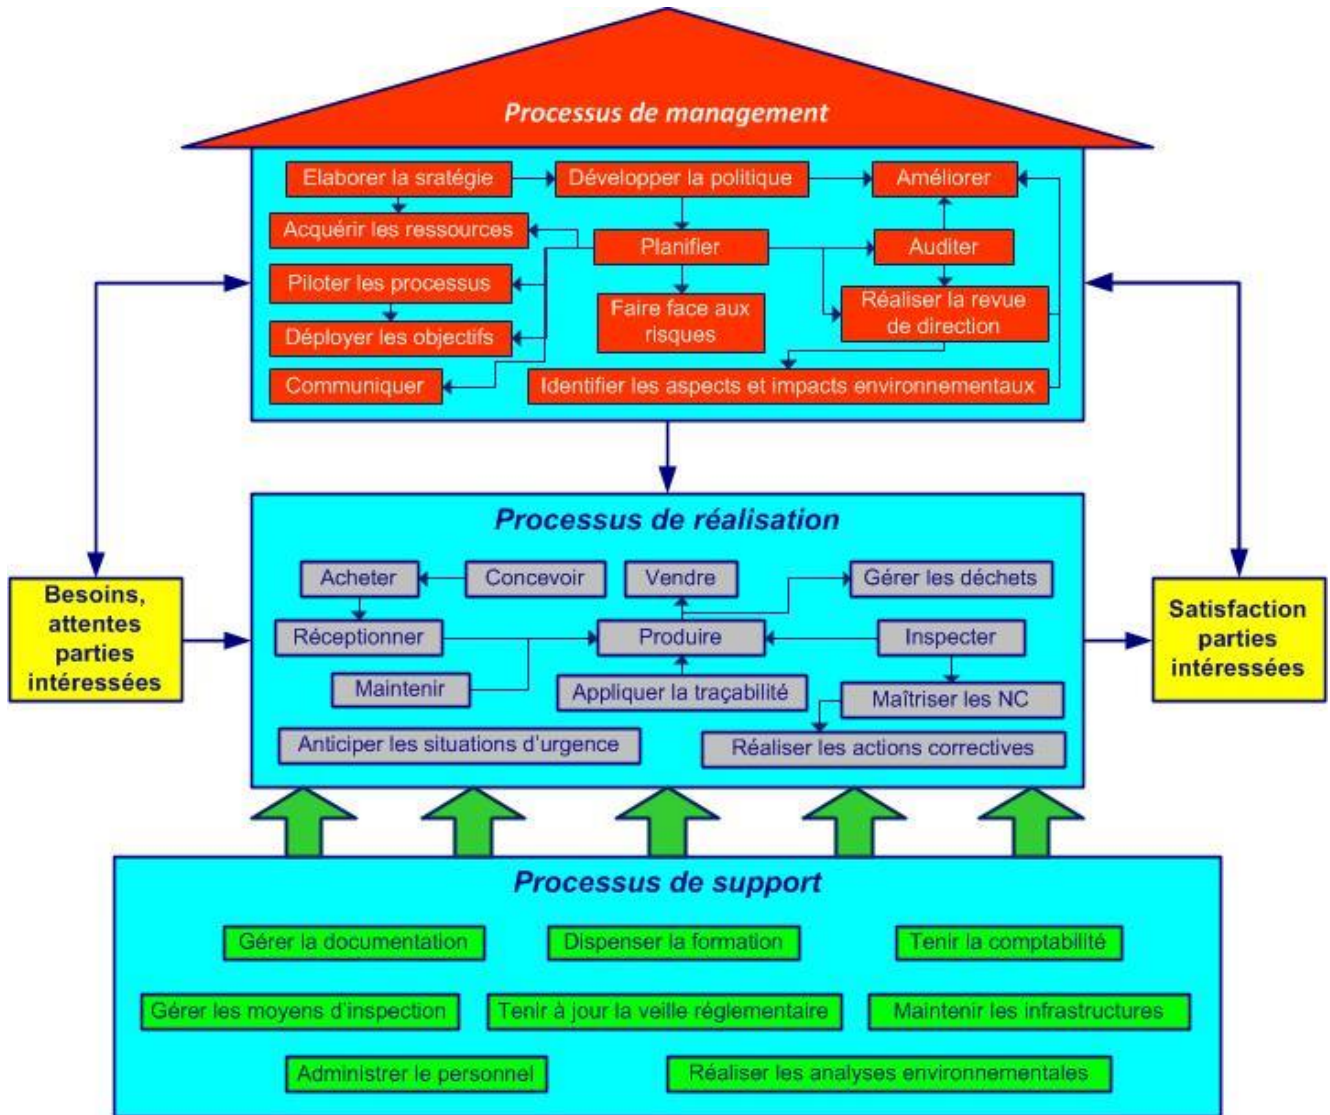 Processus de management
Elaborer la sratégie
Développer la politique
Améliorer
Acquérir les ressources
Planifier
Auditer
Piloter les processus
Faire face aux
risques
Réaliser la revue
de direction
Déployer les objectifs
Communiquer
Identifier les aspects et impacts environnementaux
Processus de réalisation
Acheter
Concevoir
Vendre
Gérer les déchets
Besoins,
attentes
parties
intéressées
Réceptionner
Produire
Inspecter
Satisfaction
parties
intéressées
Maintenir
Appliquer la traçabilité
Maîtriser les NC
Anticiper les situations d'urgence
Réaliser les actions correctives
Processus de support
Gérer la documentation
Dispenser la formation
Tenir la comptabilité
Gérer les moyens d'inspection
Tenir à jour la veille réglementaire
Maintenir les infrastructures
Administrer le personnel
Réaliser les analyses environnementales